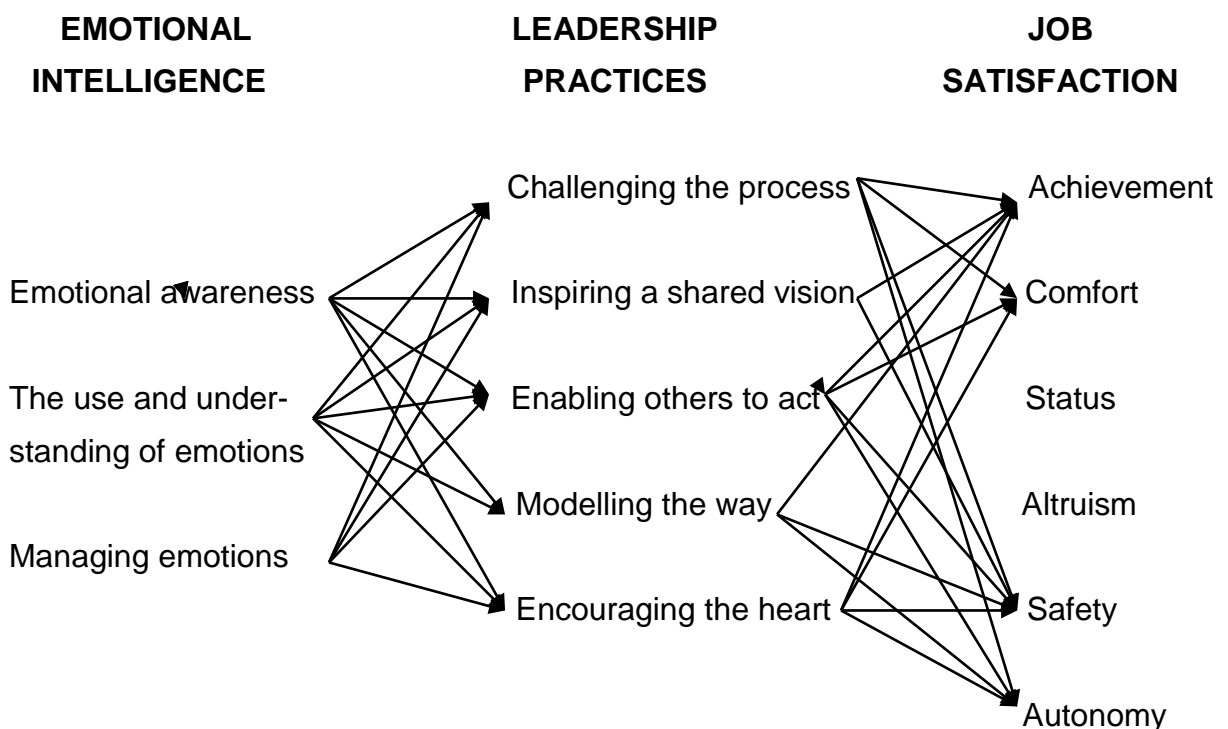 EMOTIONAL
INTELLIGENCE
LEADERSHIP
PRACTICES
JOB
SATISFACTION
Emotional awareness
The use and under-
standing of emotions
Managing emotions
Challenging the process
Inspiring a shared vision
Enabling others to act
Modelling the way
Encouraging the heart
Achievement
Comfort
Status
Altruism
Safety
Autonomy